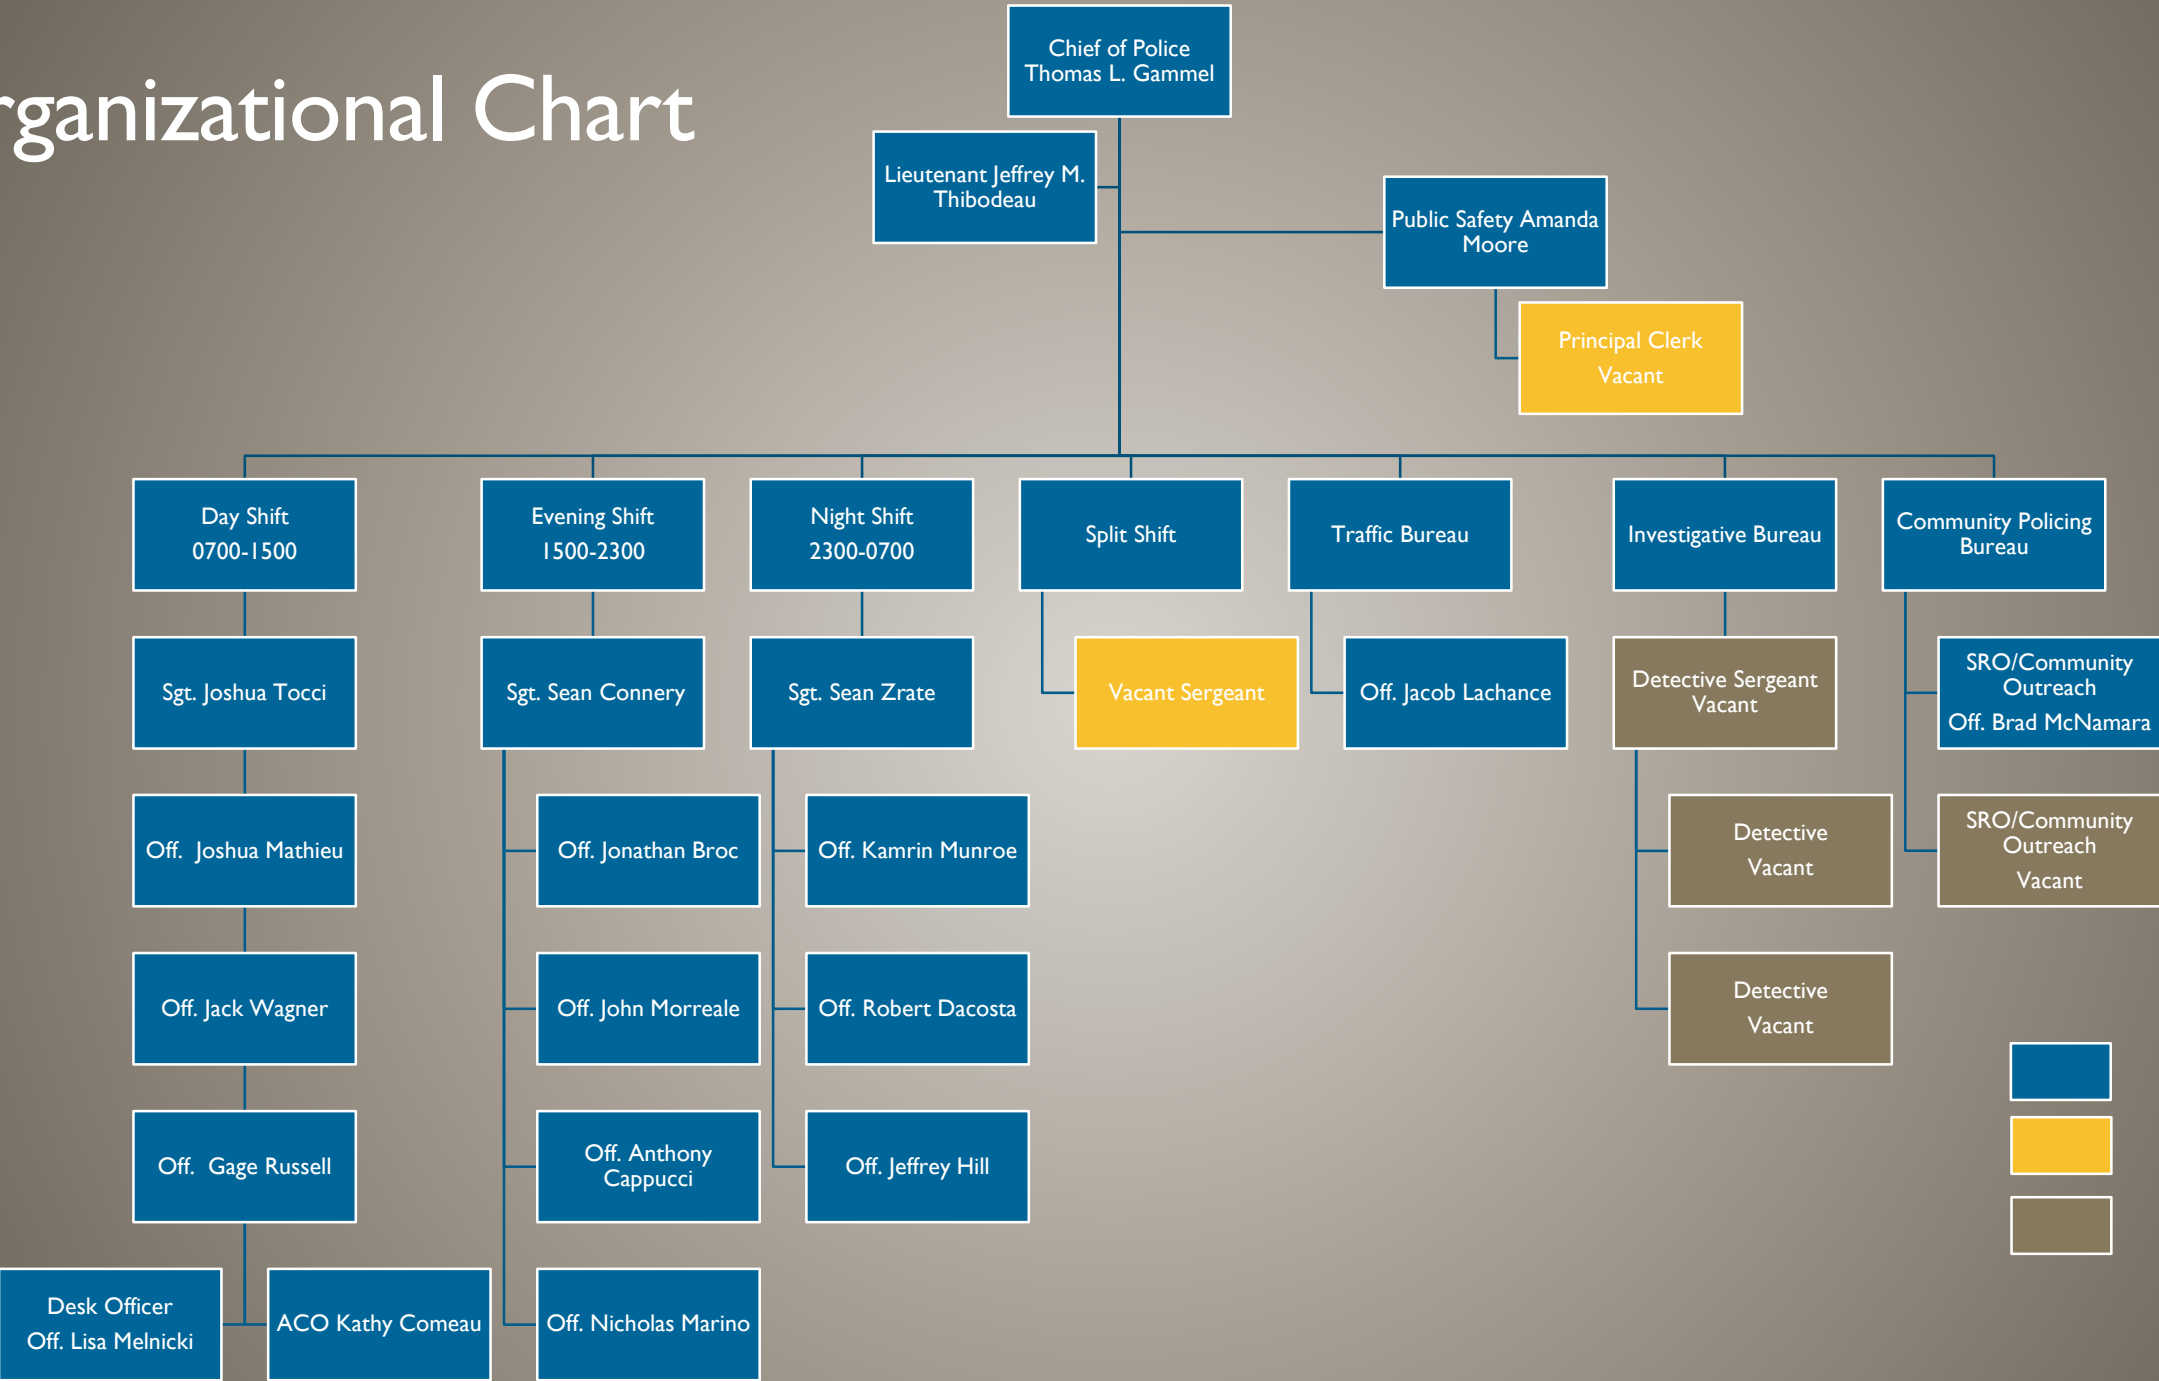 Chief of Police
Thomas L. Gammel
rganizational Chart
Lieutenant Jeffrey M.
Thibodeau
Public Safety Amanda
Moore
Principal Clerk
Vacant
Day Shift
0700-1500
Evening Shift
1500-2300
Night Shift
2300-0700
Split Shift
Traffic Bureau
Investigative Bureau
Community Policing
Bureau
Sgt. Joshua Tocci
Sgt. Sean Connery
Sgt. Sean Zrate
Vacant Sergeant
Off. Jacob Lachance
Detective Sergeant
Vacant
SRO/Community
Outreach
Off. Brad McNamara
Off.  Joshua Mathieu
Off. Jonathan Broc
Off. Kamrin Munroe
Detective
Vacant
SRO/Community
Outreach
Vacant
Off. Jack Wagner
Off. John Morreale
Off. Robert Dacosta
Detective
Vacant
Off.  Gage Russell
Off. Anthony
Cappucci
Off. Jeffrey Hill
Desk Officer
Off. Lisa Melnicki
ACO Kathy Comeau
Off. Nicholas Marino